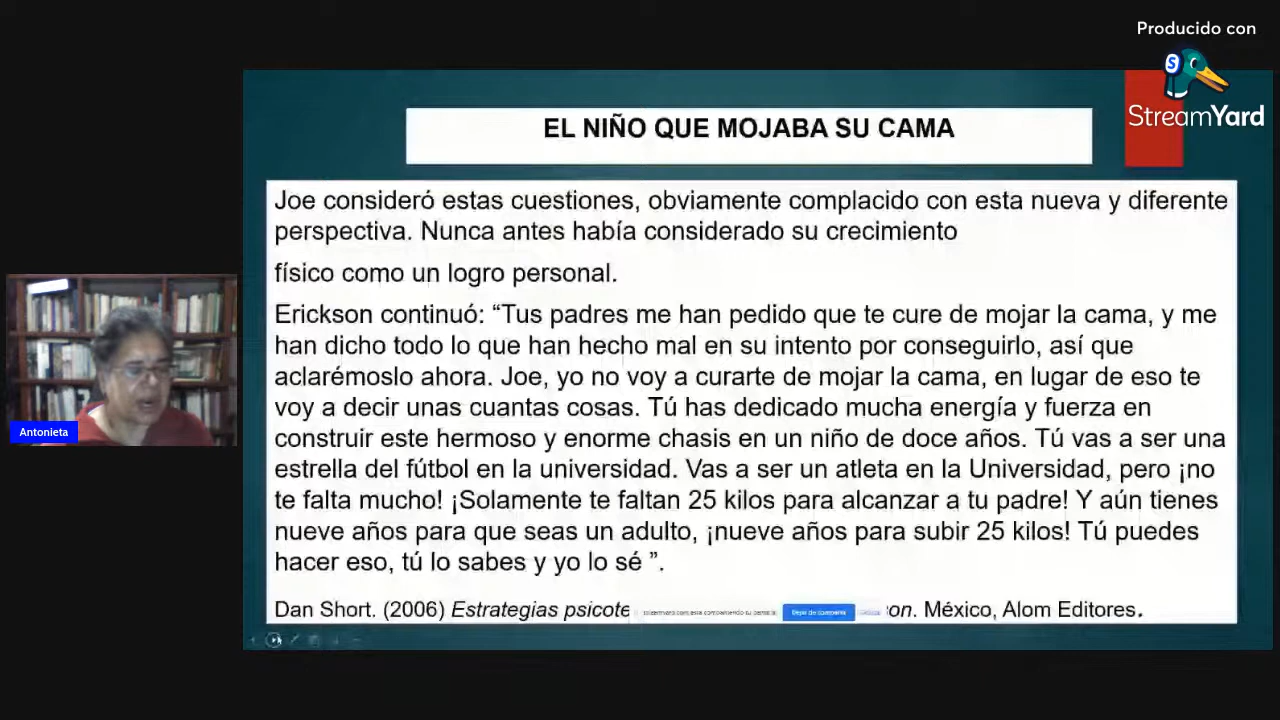 Producido con
StreamYard
EL NIÑO QUE MOJABA SU CAMA
Joe consideró estas cuestiones, obviamente complacido con esta nueva y diferente
perspectiva. Nunca antes había considerado su crecimiento
físico como un logro personal.
Erickson continuó: “Tus padres me han pedido que te cure de mojar la cama, y me
han dicho todo lo que han hecho mal en su intento por conseguirlo, así que
aclarémoslo ahora. Joe, yo no voy a curarte de mojar la cama, en lugar de eso te
voy a decir unas cuantas cosas. Tú has dedicado mucha energía y fuerza en
construir este hermoso y enorme chasis en un niño de doce años. Tú vas a ser una
estrella del fútbol en la universidad. Vas a ser un atleta en la Universidad, pero ¡no
te falta mucho! ¡Solamente te faltan 25 kilos para alcanzar a tu padre! Y aún tienes
nueve años para que seas un adulto, ¡nueve años para subir 25 kilos! Tú puedes
hacer eso, tú lo sabes y yo lo sé ”.
Dan Short. (2006) Estrategias psicote on. México, Alom Editores.
Antonieta